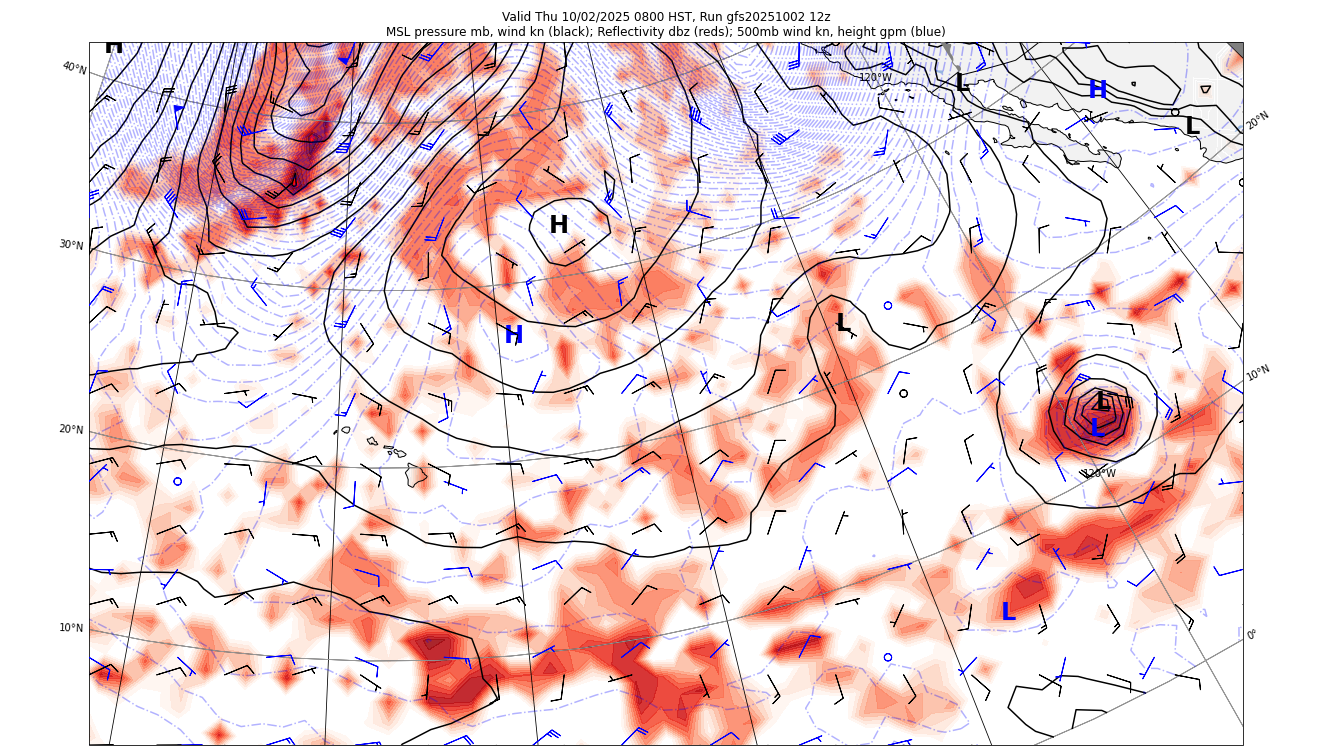 Valid Thu 10/02/2025 0800 HST, Run gfs20251002 12z
MSL pressure mb, wind kn (black); Reflectivity dbz (reds); 500mb wind kn, height gpm (blue)
H
40°N
120°W
L
H
L
20°N
H
30°N
H
L
10°N
L
L
20°N
120°W
L
10°N
0°